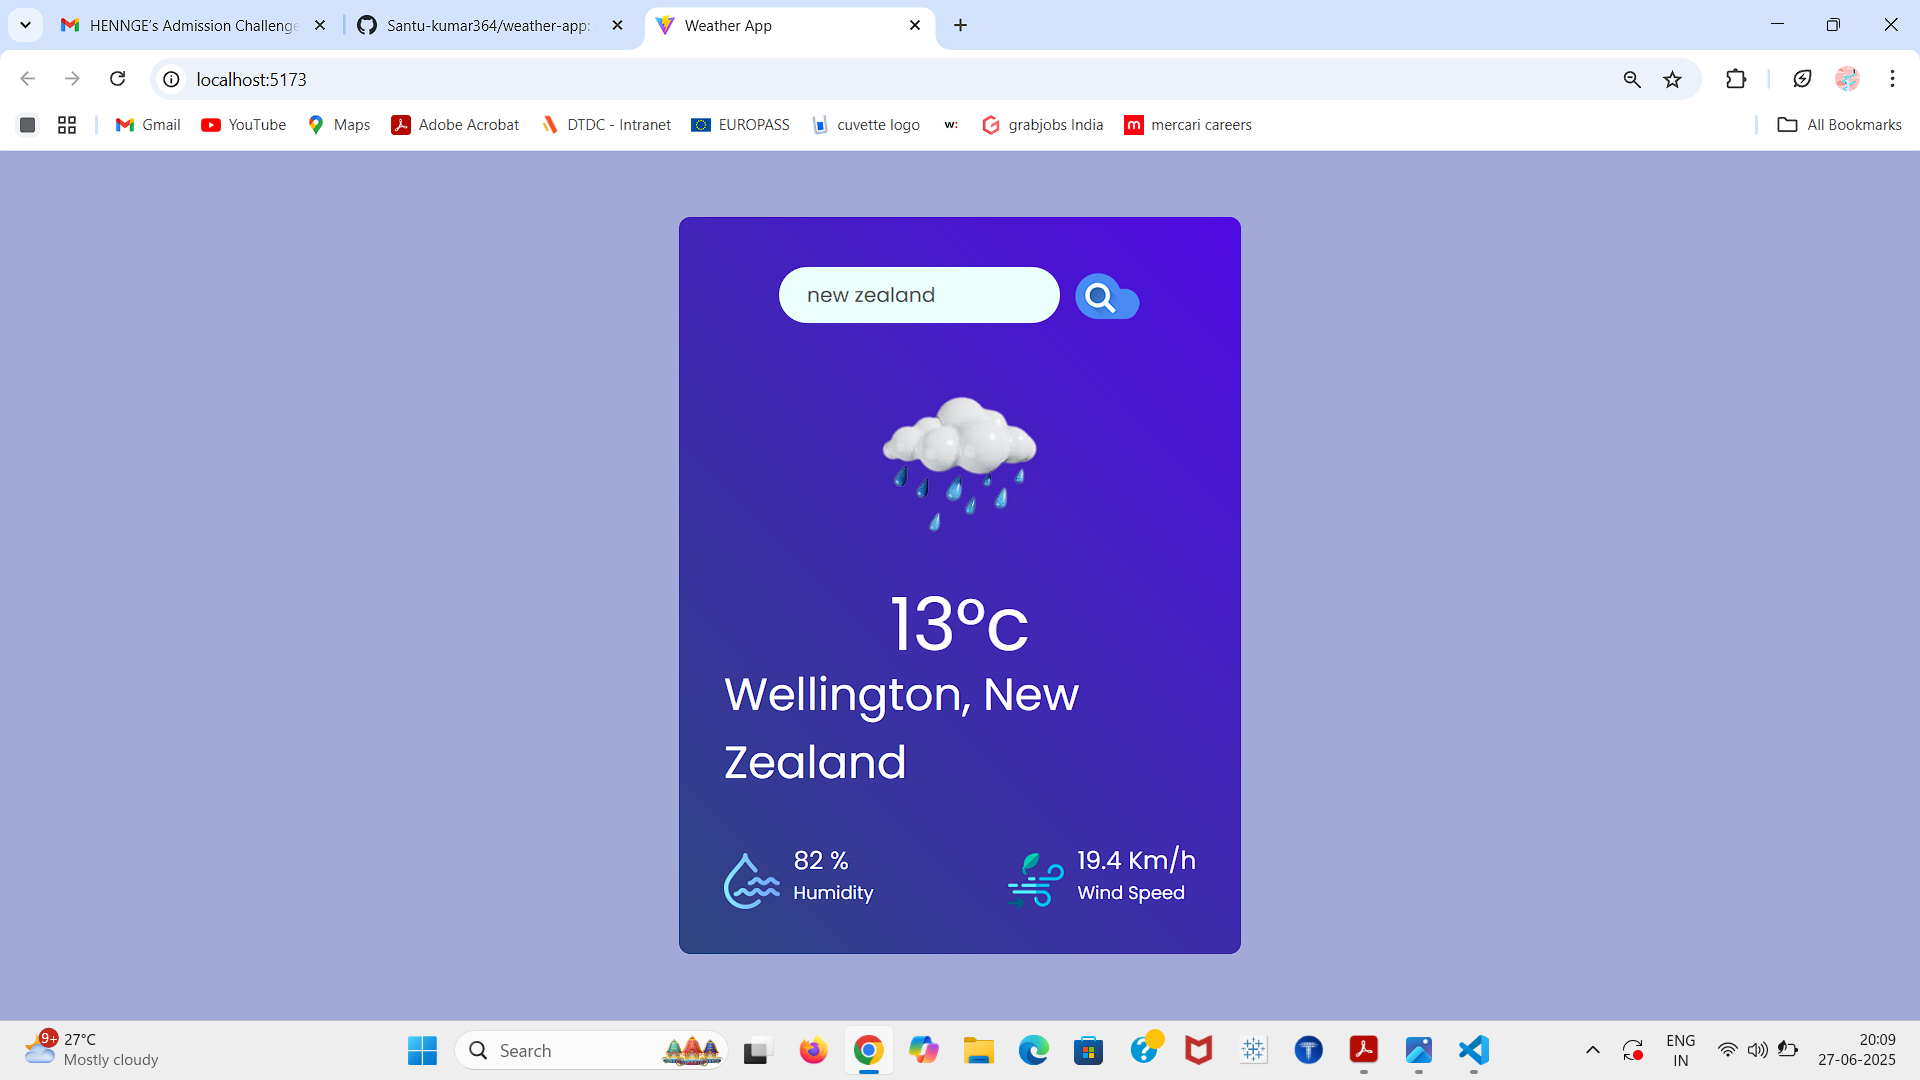 HENNGE's Admission Challenge
Santu-kumar364/weather-app:
Weather App
localhost:5173
Gmail
YouTube
Maps
Adobe Acrobat
DTDC - Intranet
EUROPASS
cuvette logo
w:
grabjobs India
m
mercari careers
All Bookmarks
new zealand
13°c
Wellington, New
Zealand
82 %
Humidity
19.4 Km/h
Wind Speed
9+
27°C
Mostly cloudy
Search
ENG
IN
20:09
27-06-2025